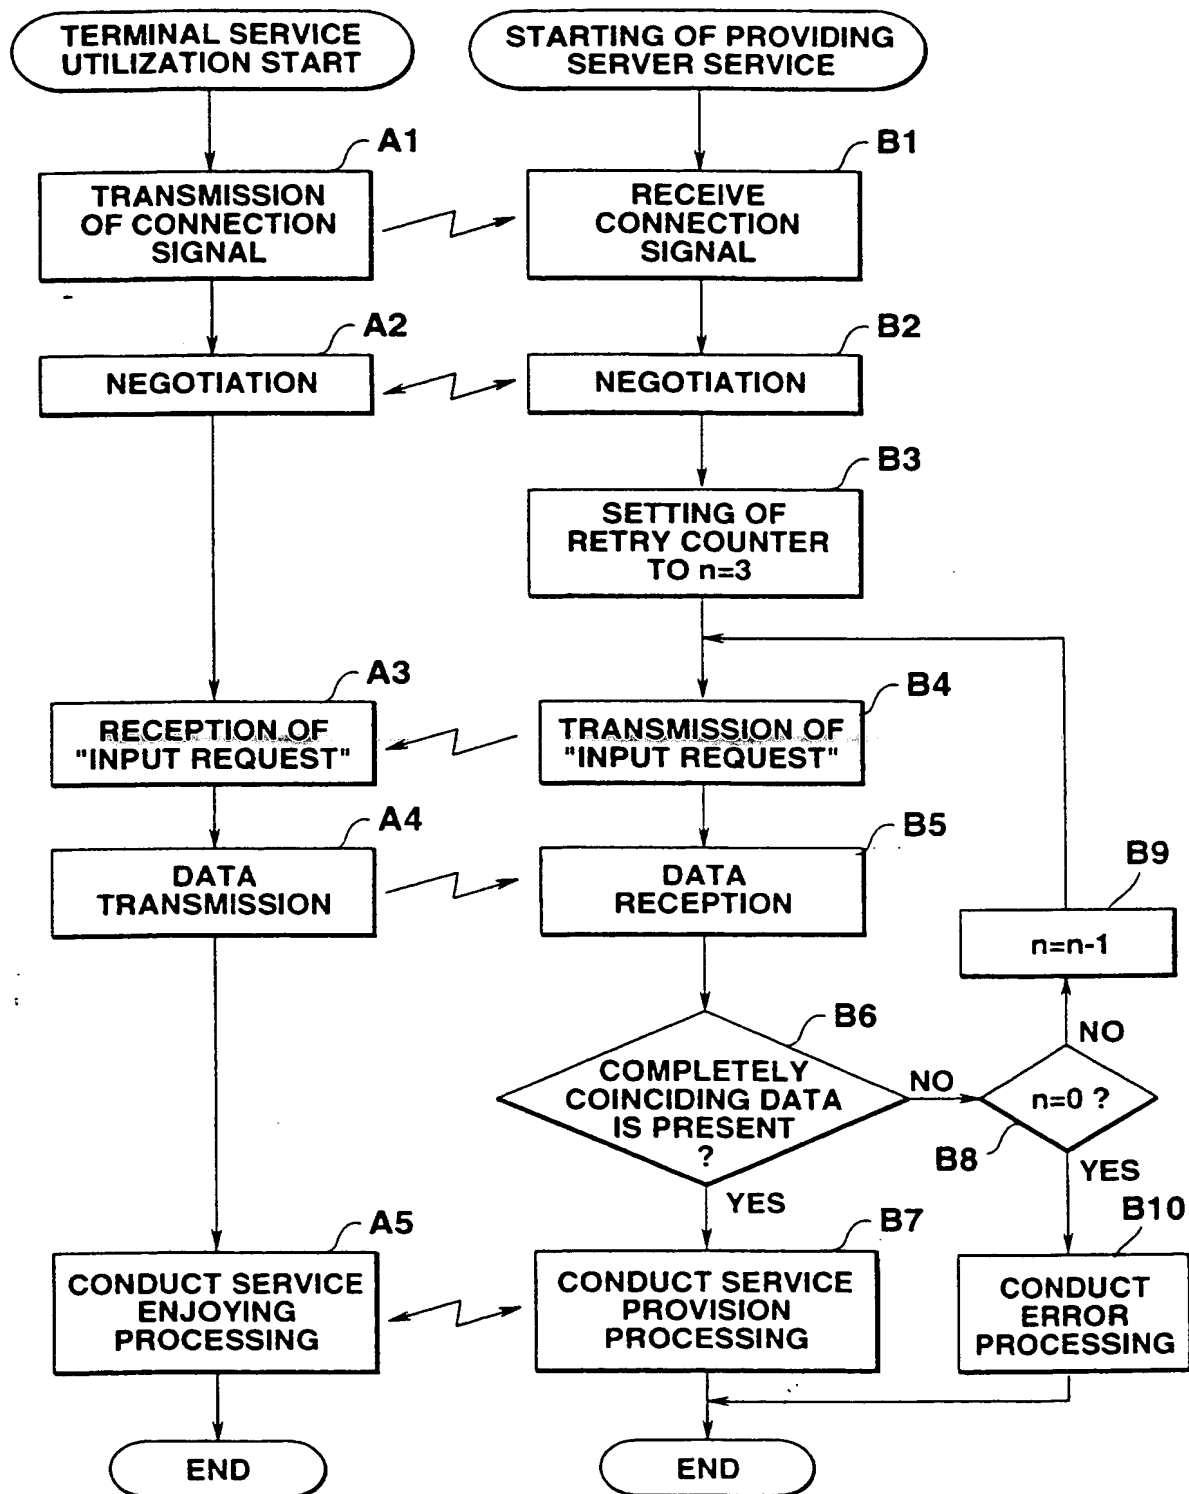 TERMINAL SERVICE
UTILIZATION START
STARTING OF PROVIDING
SERVER SERVICE
A1
TRANSMISSION
OF CONNECTION
SIGNAL
B1
RECEIVE
CONNECTION
SIGNAL
A2
NEGOTIATION
B2
NEGOTIATION
B3
SETTING OF
RETRY COUNTER
TO n=3
A3
RECEPTION OF
"INPUT REQUEST"
B4
TRANSMISSION OF
"INPUT REQUEST"
A4
DATA
TRANSMISSION
B5
DATA
RECEPTION
B9
n=n-1
B6
COMPLETELY
COINCIDING DATA
IS PRESENT
?
NO
YES
NO
n=0 ?
B8
YES
A5
CONDUCT SERVICE
ENJOYING
PROCESSING
B7
CONDUCT SERVICE
PROVISION
PROCESSING
B10
CONDUCT
ERROR
PROCESSING
END
END